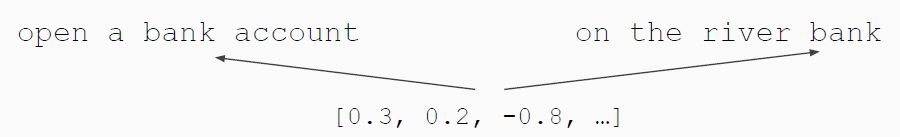 open a bank account
on the river bank
[0.3, 0.2, -0.8, …]